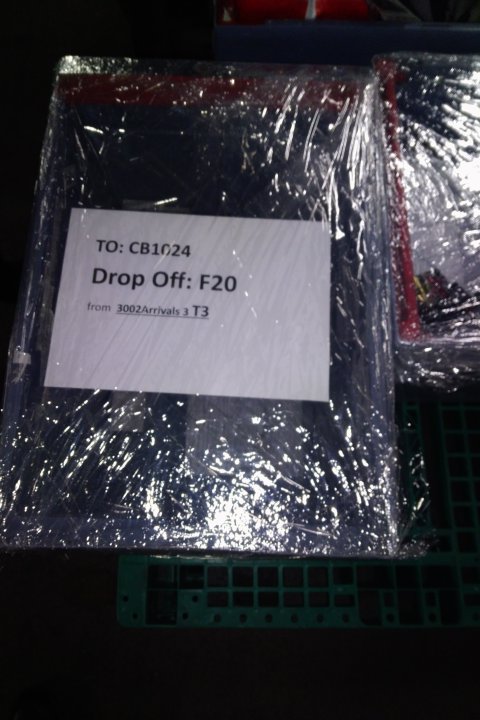 TO: CB1024
Drop Off: F20
from 3002Arrivals 3 T3